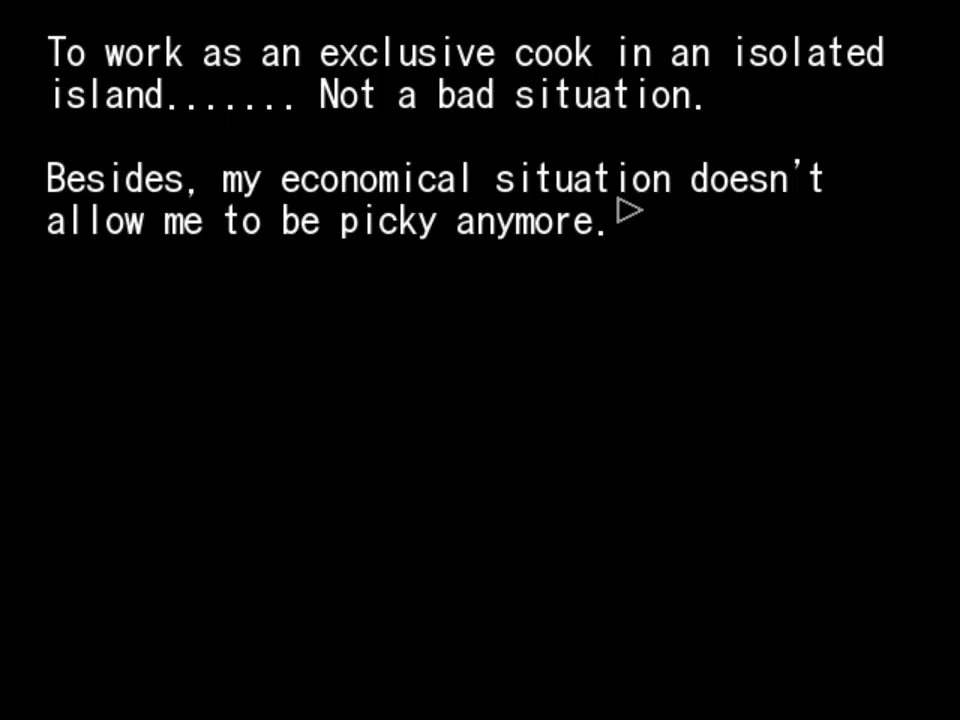 To work as an exclusive cook in an isolated
island....... Not a bad situation.
Besides, my economical situation doesn't
allow me to be picky anymore.